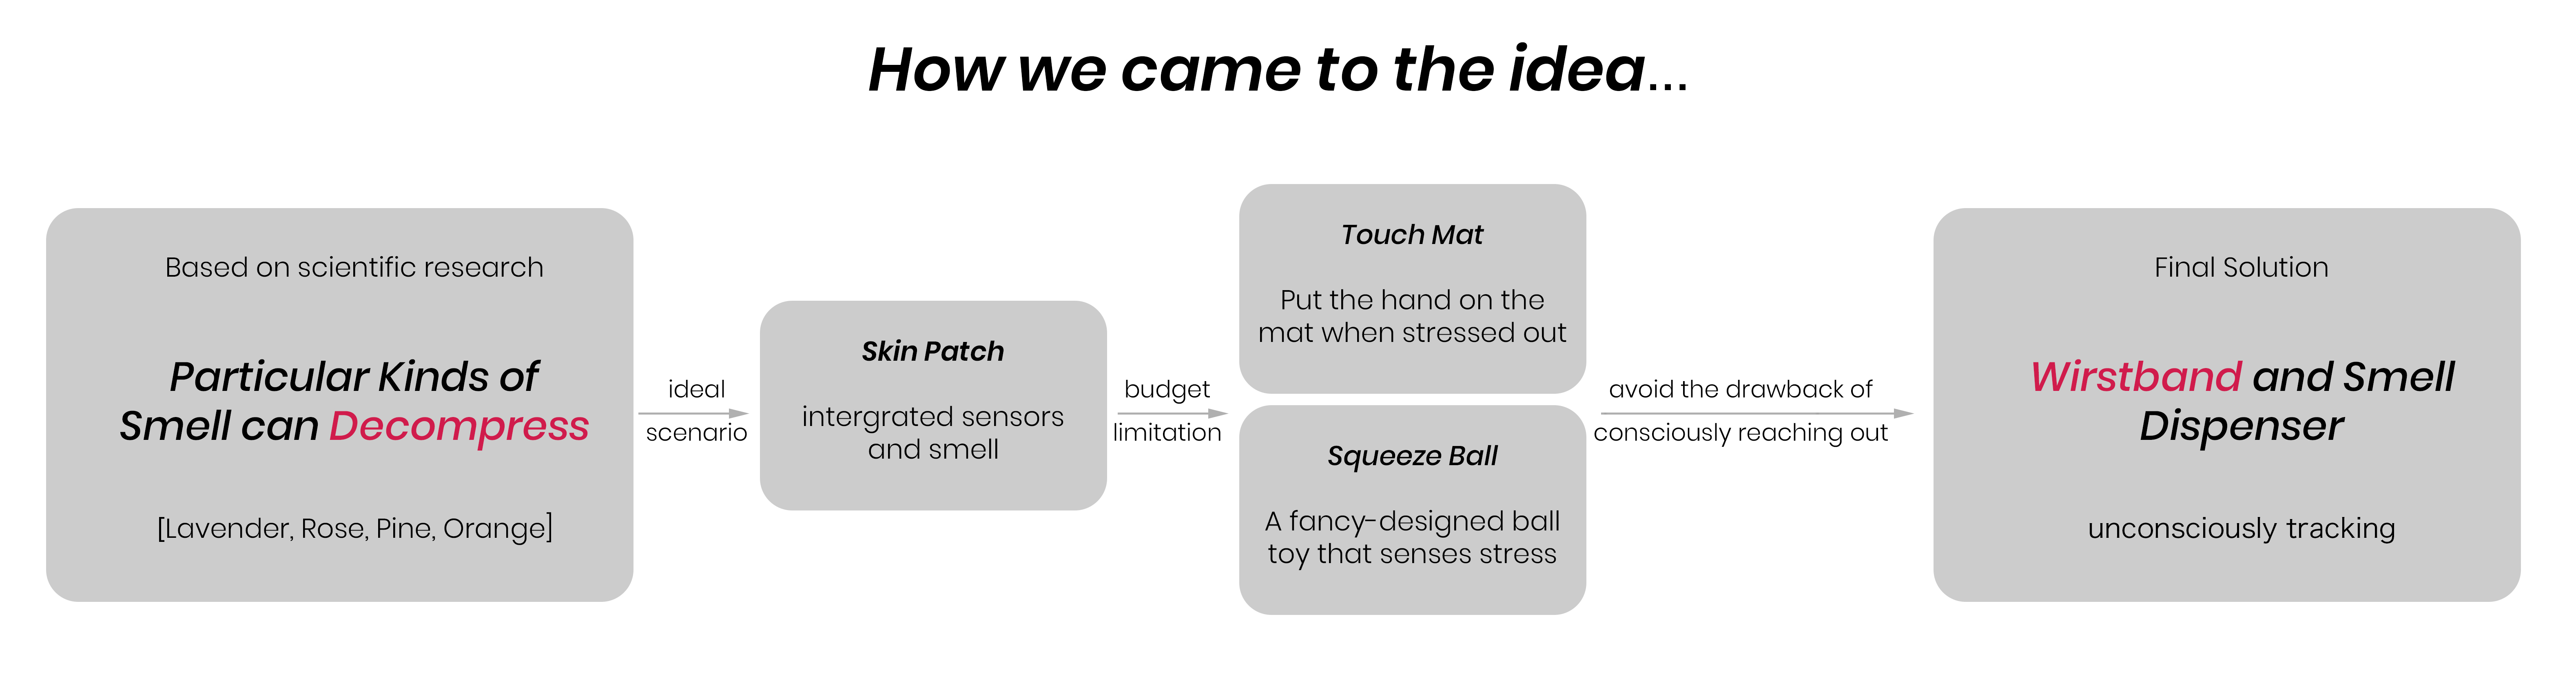 How we came to the idea...
Based on scientific research
Particular Kinds of
Smell can Decompress
[Lavender, Rose, Pine, Orange]
ideal
scenario
Skin Patch
intergrated sensors
and smell
budget
limitation
Touch Mat
Put the hand on the
mat when stressed out
Squeeze Ball
A fancy-designed ball
toy that senses stress
avoid the drawback of
consciously reaching out
Final Solution
Wirstband and Smell
Dispenser
unconsciously tracking